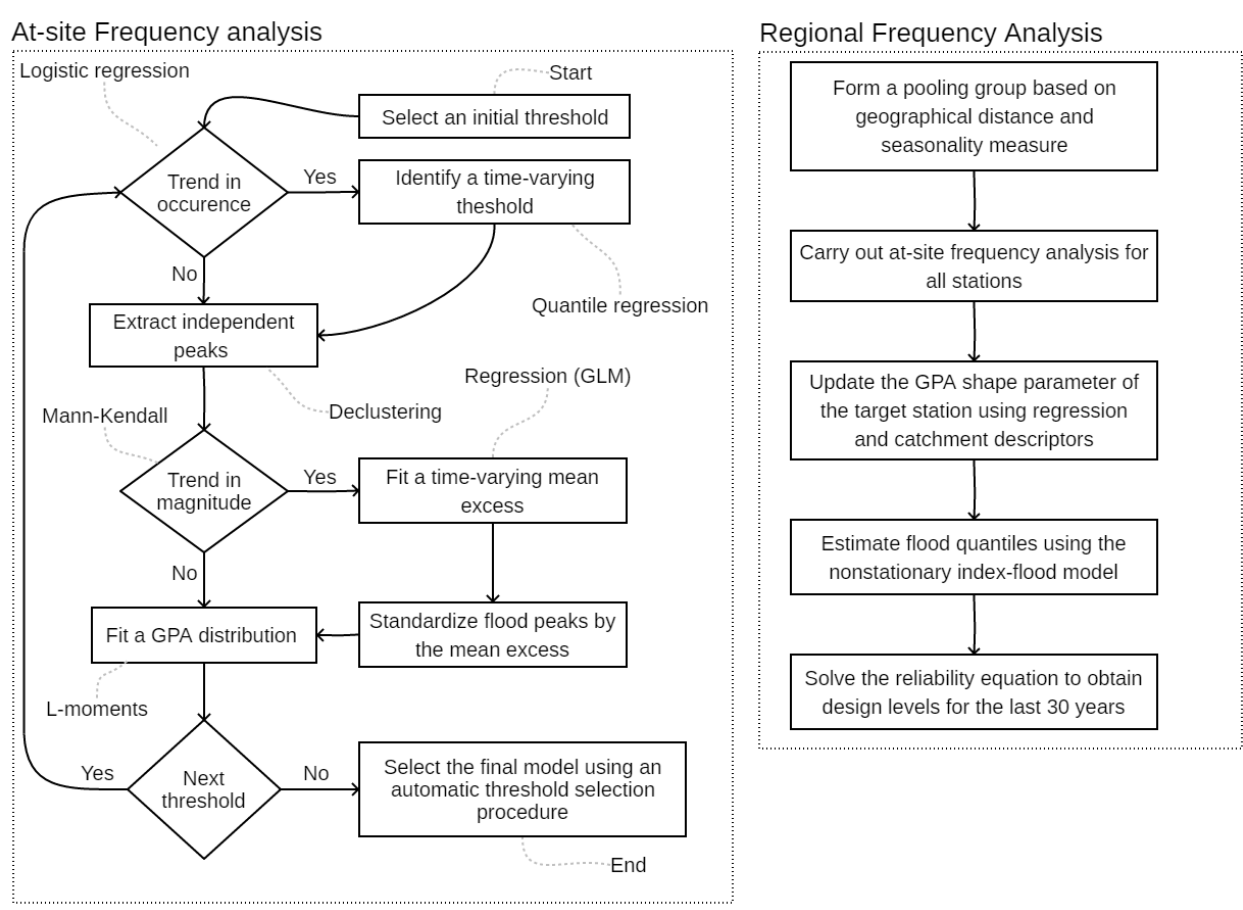 At-site Frequency analysis
Logistic regression
Start
Select an initial threshold
Trend in
occurence
Yes
Identify a time-varying
theshold
No
Quantile regression
Extract independent
peaks
Regression (GLM)
Declustering
Mann-Kendall
Trend in
magnitude
Yes
Fit a time-varying mean
excess
No
Fit a GPA distribution
Standardize flood peaks by
the mean excess
L-moments
Next
threshold
Yes
No
Select the final model using an
automatic threshold selection
procedure
End
Regional Frequency Analysis
Form a pooling group based on
geographical distance and
seasonality measure
Carry out at-site frequency analysis for
all stations
Update the GPA shape parameter of
the target station using regression
and catchment descriptors
Estimate flood quantiles using the
nonstationary index-flood model
Solve the reliability equation to obtain
design levels for the last 30 years